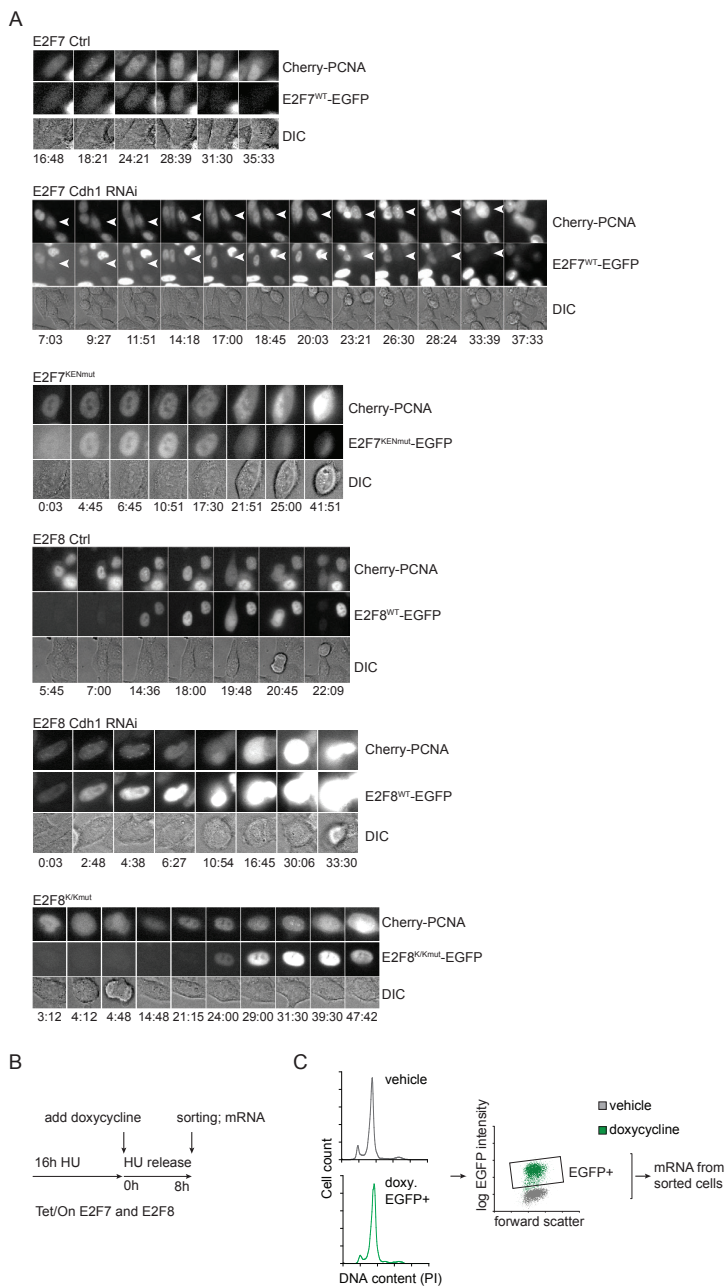 A
E2F7 Ctrl
Cherry-PCNA
E2F7WT-EGFP
DIC
16:48 18:21 24:21 28:39 31:30 35:33
E2F7 Cdh1 RNAi
Cherry-PCNA
E2F7WT-EGFP
DIC
7:03 9:27 11:51 14:18 17:00 18:45 20:03 23:21 26:30 28:24 33:39 37:33
E2F7KENmut
Cherry-PCNA
E2F7KENmut-EGFP
DIC
0:03 4:45 6:45 10:51 17:30 21:51 25:00 41:51
E2F8 Ctrl
Cherry-PCNA
E2F8WT-EGFP
DIC
5:45 7:00 14:36 18:00 19:48 20:45 22:09
E2F8 Cdh1 RNAi
Cherry-PCNA
E2F8WT-EGFP
DIC
0:03 2:48 4:38 6:27 10:54 16:45 30:06 33:30
E2F8K/Kmut
Cherry-PCNA
E2F8K/Kmut-EGFP
DIC
3:12 4:12 4:48 14:48 21:15 24:00 29:00 31:30 39:30 47:42
B
add doxycycline sorting; mRNA
16h HU HU release
0h 8h
Tet/On E2F7 and E2F8
C
vehicle
Cell count
doxy.
EGFP+
DNA content (PI)
vehicle
doxycycline
log EGFP intensity
EGFP+
forward scatter
mRNA from
sorted cells